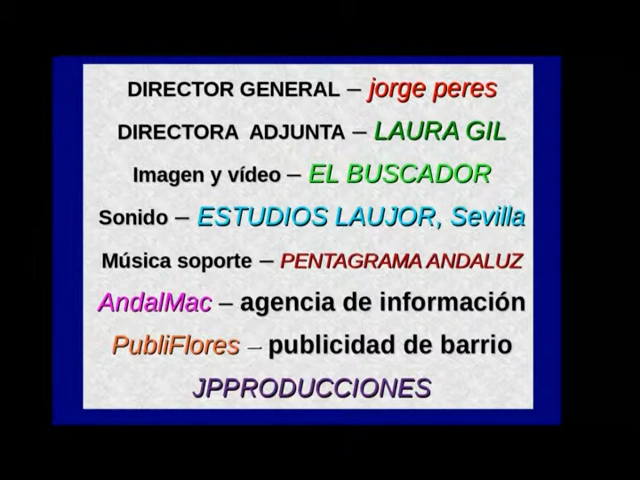 DIRECTOR GENERAL – jorge peres
DIRECTORA ADJUNTA – LAURA GIL
Imagen y vídeo – EL BUSCADOR
Sonido – ESTUDIOS LAUJOR, Sevilla
Música soporte – PENTAGRAMA ANDALUZ
AndalMac – agencia de información
PubliFlores – publicidad de barrio
JPPRODUCCIONES